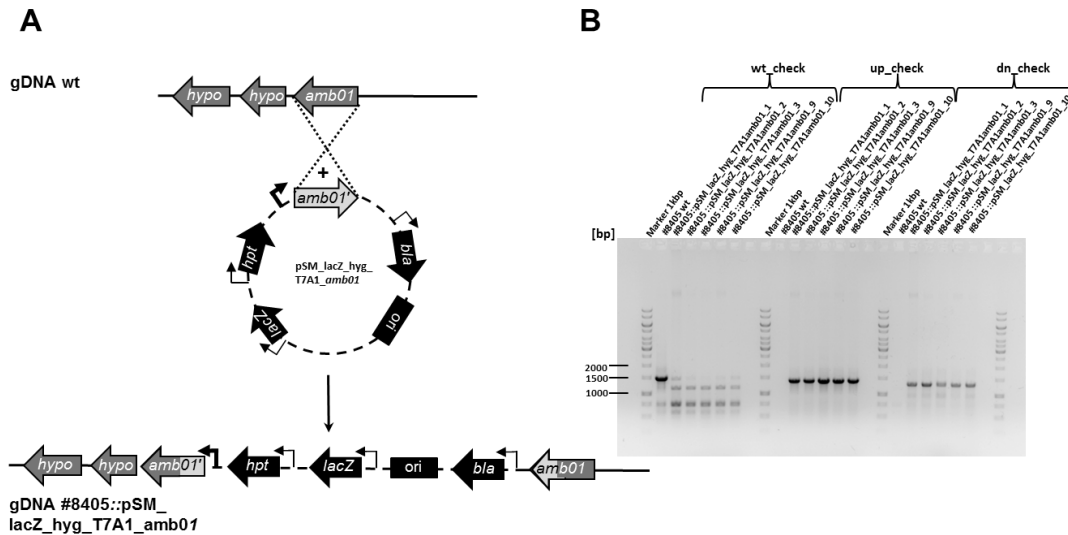 A
gDNA wt
hypo
hypo
amb01
+
amb01'
hpt
bla
pSM_lacZ_hyg_
T7A1_amb01
lacZ
ori
hypo
hypo
amb01'
hpt
lacZ
ori
bla
amb01
gDNA #8405::pSM_
lacZ_hyg_T7A1_amb01
B
wt_check
up_check
dn_check
Marker 1kbp
#8405 wt
#8405 ::pSM_lacZ_hyg_T7A1amb01_1
#8405 ::pSM_lacZ_hyg_T7A1amb01_2
#8405 ::pSM_lacZ_hyg_T7A1amb01_3
#8405 ::pSM_lacZ_hyg_T7A1amb01_9
#8405 ::pSM_lacZ_hyg_T7A1amb01_10
Marker 1kbp
#8405 wt
#8405 ::pSM_lacZ_hyg_T7A1amb01_1
#8405 ::pSM_lacZ_hyg_T7A1amb01_2
#8405 ::pSM_lacZ_hyg_T7A1amb01_3
#8405 ::pSM_lacZ_hyg_T7A1amb01_9
#8405 ::pSM_lacZ_hyg_T7A1amb01_10
Marker 1kbp
#8405 wt
#8405 ::pSM_lacZ_hyg_T7A1amb01_1
#8405 ::pSM_lacZ_hyg_T7A1amb01_2
#8405 ::pSM_lacZ_hyg_T7A1amb01_3
#8405 ::pSM_lacZ_hyg_T7A1amb01_9
#8405 ::pSM_lacZ_hyg_T7A1amb01_10
[bp]
2000
1500
1000